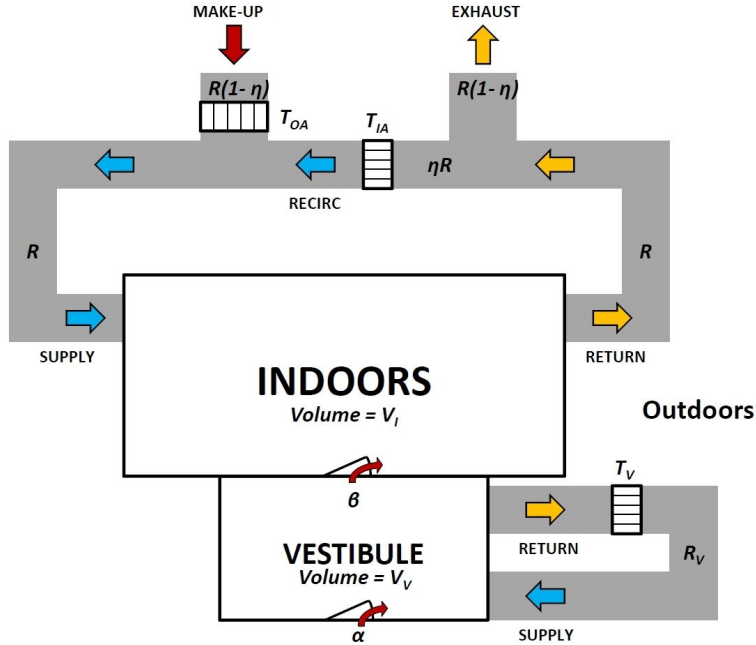 MAKE-UP
EXHAUST
R(1- η)
R(1- η)
T_OA
T_IA
ηR
RECIRC
R
R
SUPPLY
RETURN
INDOORS
Volume = V_I
Outdoors
β
T_V
VESTIBULE
Volume = V_V
RETURN
R_V
α
SUPPLY